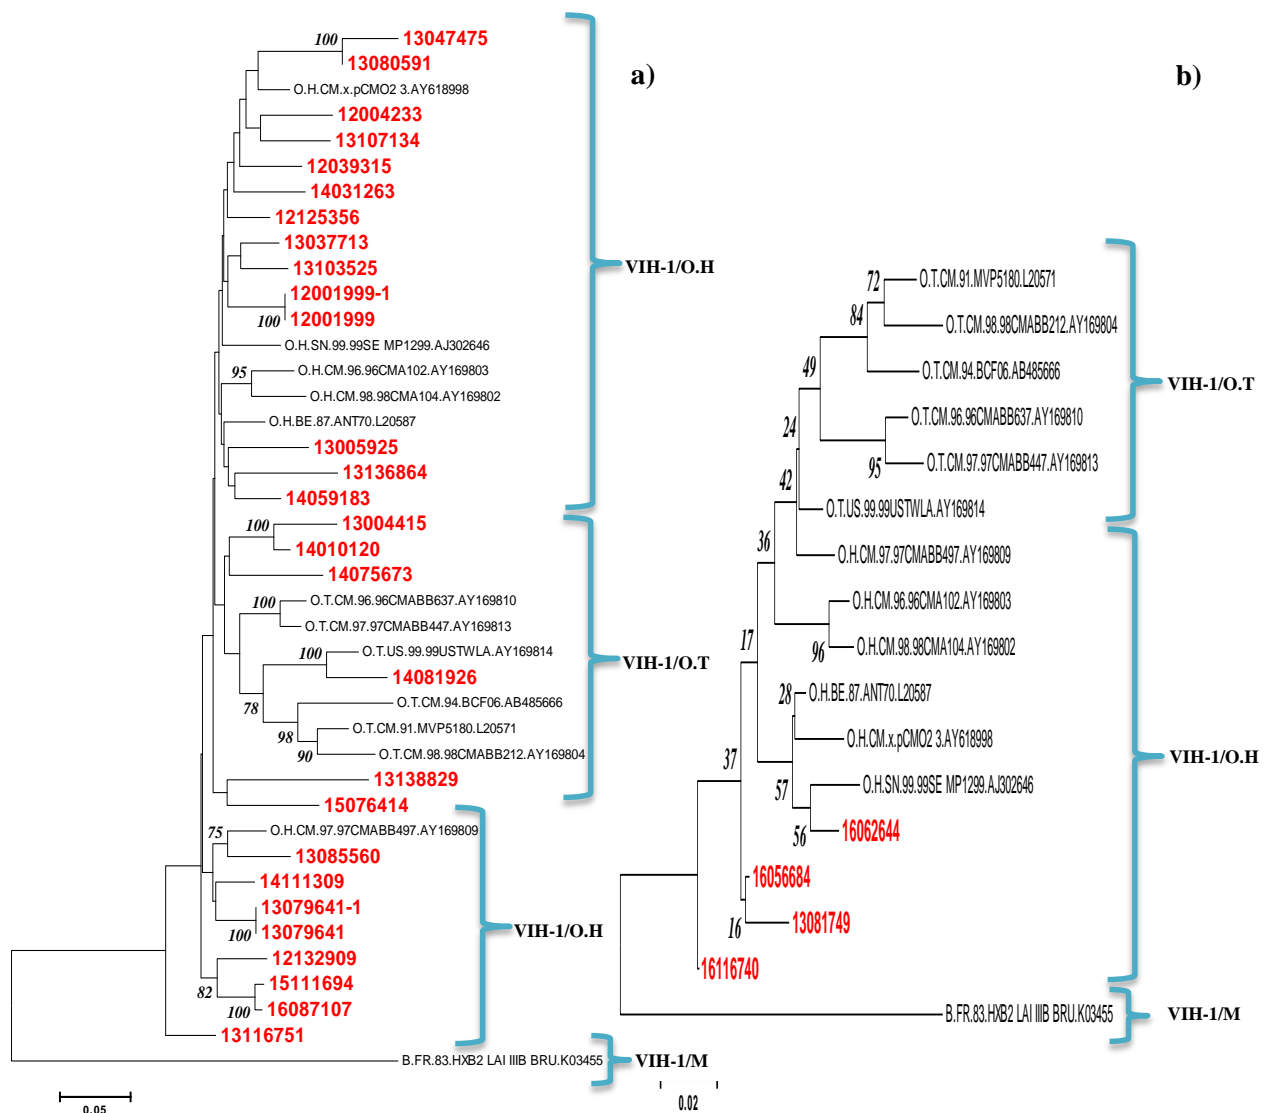 a)
100
13047475
13080591
O.H.CM.x.pCMO2 3.AY618998
12004233
13107134
12039315
14031263
12125356
13037713
13103525
12001999-1
100
12001999
O.H.SN.99.99SE MP1299.AJ302646
95
O.H.CM.96.96CMA102.AY169803
O.H.CM.98.98CMA104.AY169802
O.H.BE.87.ANT70.L20587
13005925
13136864
14059183
VIH-1/O.H
100
13004415
14010120
14075673
100
O.T.CM.96.96CMABB637.AY169810
O.T.CM.97.97CMABB447.AY169813
100
O.T.US.99.99USTWLA.AY169814
14081926
78
O.T.CM.94.BCF06.AB485666
98
O.T.CM.91.MVP5180.L20571
90
O.T.CM.98.98CMABB212.AY169804
13138829
15076414
VIH-1/O.T
75
O.H.CM.97.97CMABB497.AY169809
13085560
14111309
13079641-1
100
13079641
12132909
82
15111694
100
16087107
13116751
VIH-1/O.H
B.FR.83.HXB2 LAI IIIB BRU.K03455
VIH-1/M
0.05
b)
72
O.T.CM.91.MVP5180.L20571
84
O.T.CM.98.98CMABB212.AY169804
49
O.T.CM.94.BCF06.AB485666
24
O.T.CM.96.96CMABB637.AY169810
95
O.T.CM.97.97CMABB447.AY169813
42
O.T.US.99.99USTWLA.AY169814
VIH-1/O.T
36
O.H.CM.97.97CMABB497.AY169809
O.H.CM.96.96CMA102.AY169803
96
O.H.CM.98.98CMA104.AY169802
17
28
O.H.BE.87.ANT70.L20587
O.H.CM.x.pCMO2 3.AY618998
37
57
O.H.SN.99.99SE MP1299.AJ302646
56
16062644
16056684
16
13081749
16116740
VIH-1/O.H
B.FR.83.HXB2 LAI IIIB BRU.K03455
VIH-1/M
0.02